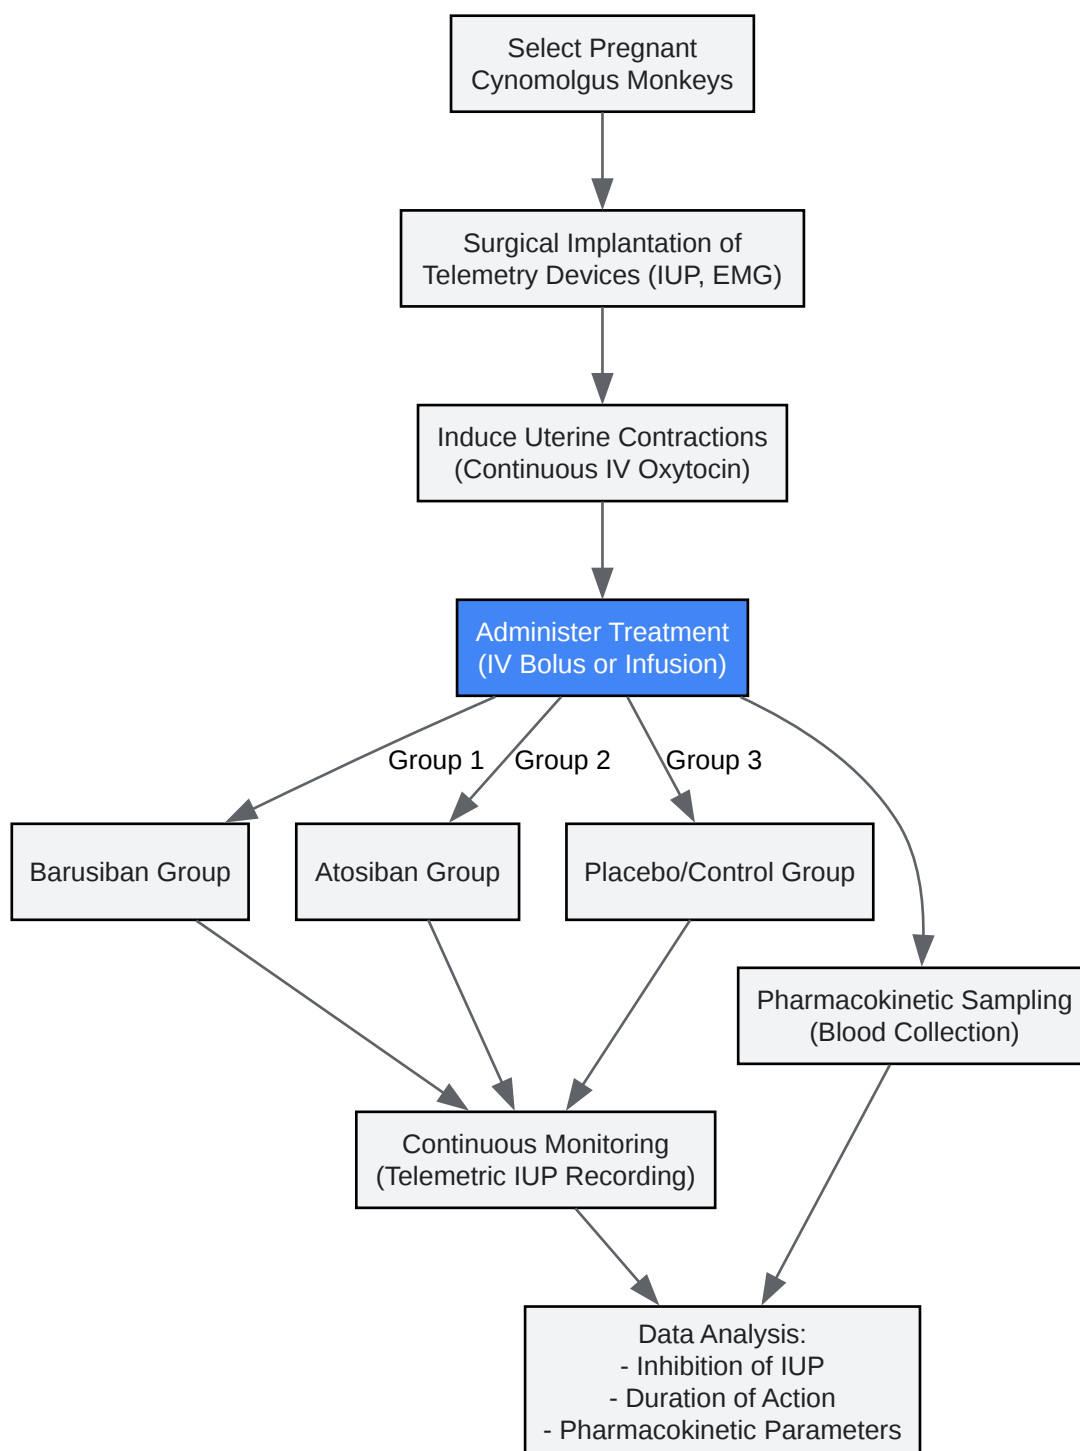 Select Pregnant
Cynomolgus Monkeys
Surgical Implantation of
Telemetry Devices (IUP, EMG)
Induce Uterine Contractions
(Continuous IV Oxytocin)
Administer Treatment
(IV Bolus or Infusion)
Group 1
Group 2
Group 3
Barusiban Group
Atosiban Group
Placebo/Control Group
Pharmacokinetic Sampling
(Blood Collection)
Continuous Monitoring
(Telemetric IUP Recording)
Data Analysis:
- Inhibition of IUP
- Duration of Action
- Pharmacokinetic Parameters